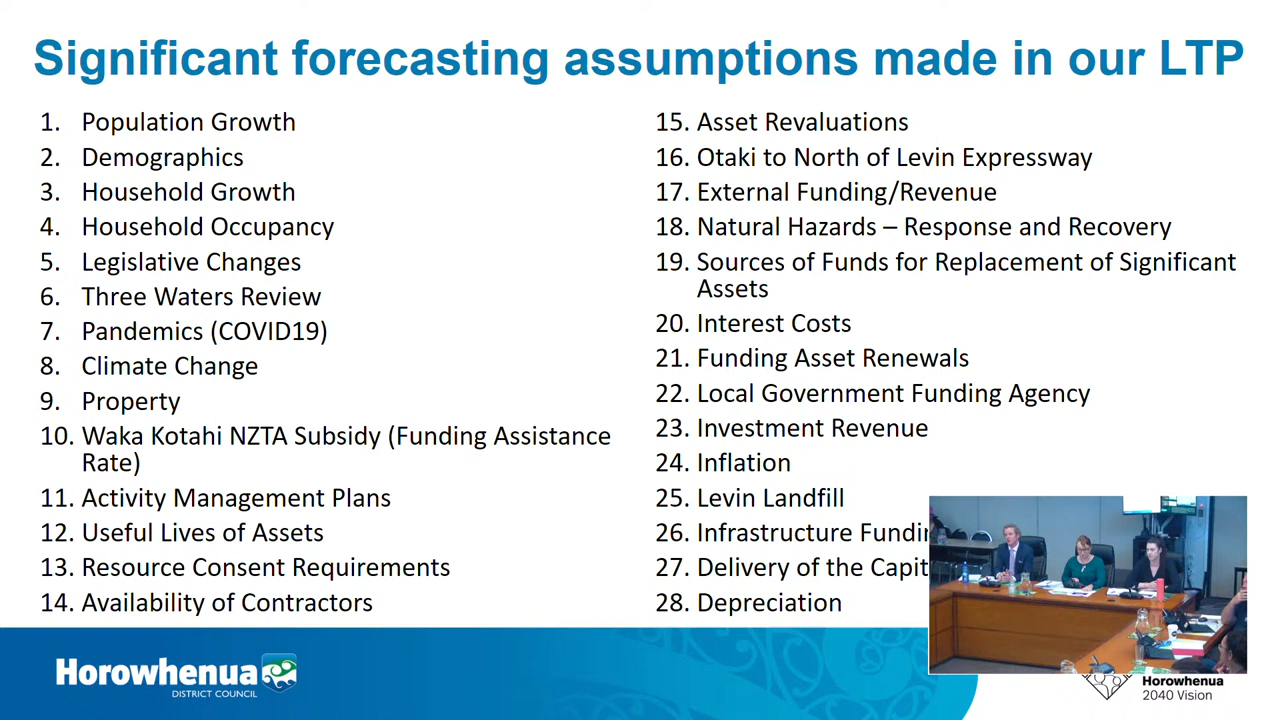 Significant forecasting assumptions made in our LTP
1. Population Growth
2. Demographics
3. Household Growth
4. Household Occupancy
5. Legislative Changes
6. Three Waters Review
7. Pandemics (COVID19)
8. Climate Change
9. Property
10. Waka Kotahi NZTA Subsidy (Funding Assistance
Rate)
11. Activity Management Plans
12. Useful Lives of Assets
13. Resource Consent Requirements
14. Availability of Contractors
15. Asset Revaluations
16. Otaki to North of Levin Expressway
17. External Funding/Revenue
18. Natural Hazards – Response and Recovery
19. Sources of Funds for Replacement of Significant
Assets
20. Interest Costs
21. Funding Asset Renewals
22. Local Government Funding Agency
23. Investment Revenue
24. Inflation
25. Levin Landfill
26. Infrastructure
27. Delivery of the
28. Depreciation
Horowhenua
DISTRICT COUNCIL
Horowhenua
2040 Vision